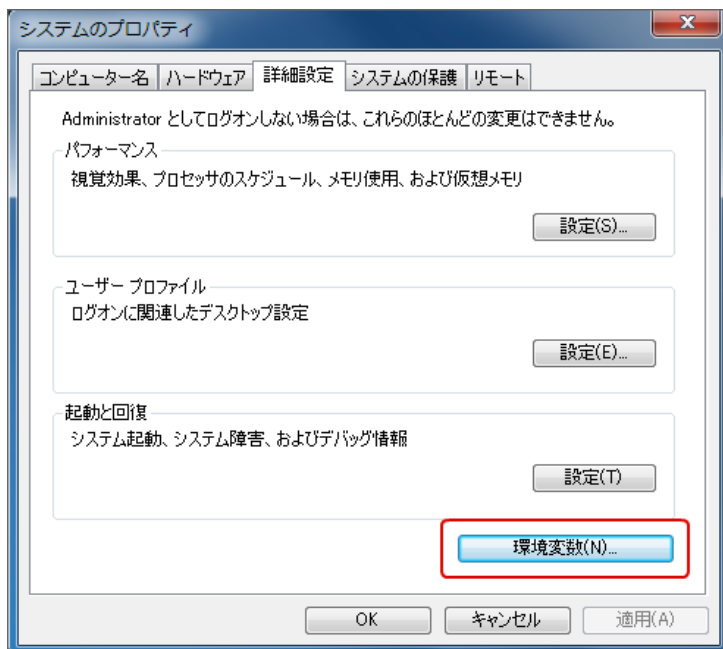 システムのプロパティ
コンピューター名 ハードウェア 詳細設定 システムの保護 リモート
Administrator としてログオンしない場合は、これらのほとんどの変更はできません。
パフォーマンス
視覚効果、プロセッサのスケジュール、メモリ使用、および仮想メモリ
設定(S)...
ユーザー プロファイル
ログオンに関連したデスクトップ設定
設定(E)...
起動と回復
システム起動、システム障害、およびデバッグ情報
設定(T)
環境変数(N)...
OK キャンセル 適用(A)